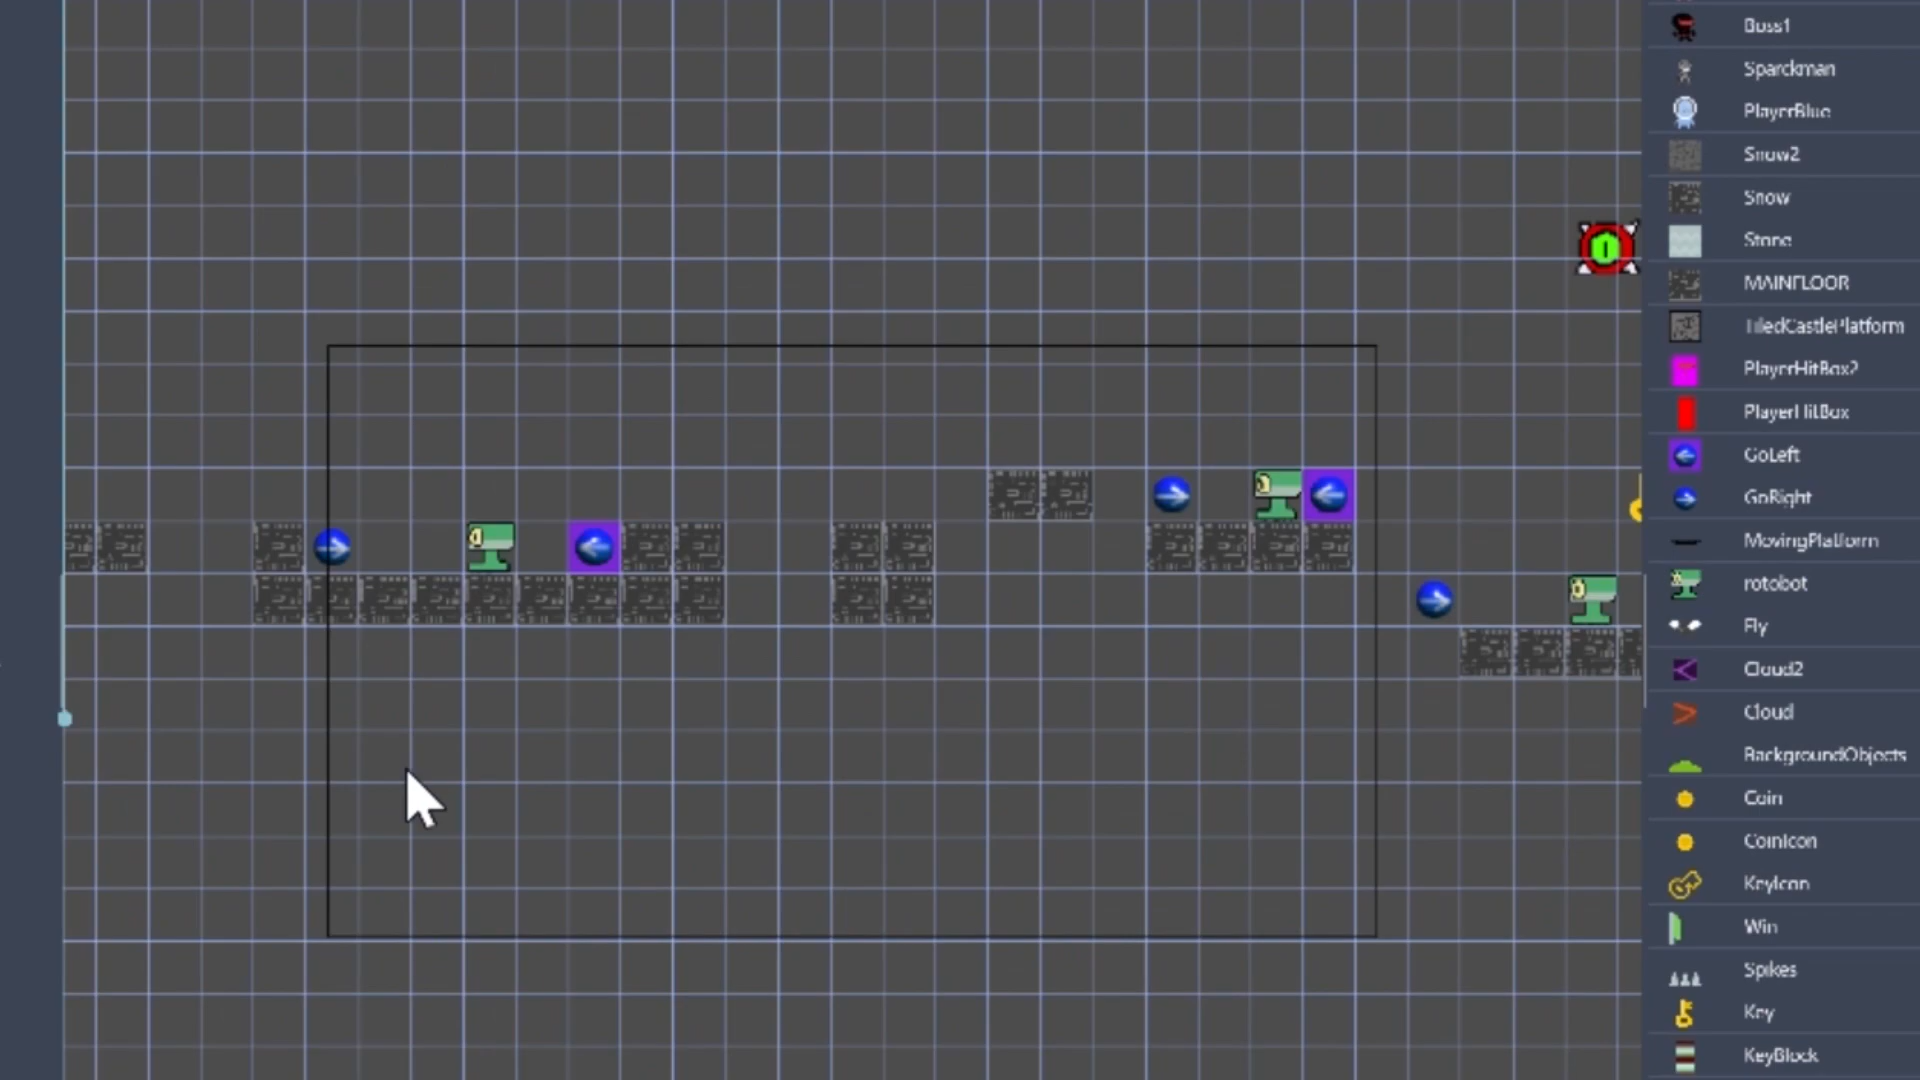 Boss1
Sparckman
PlayerBlue
Snow2
Snow
Stone
MAINFLOOR
TiledCastlePlatform
PlayerHitBox2
PlayerHitBox
GoLeft
GoRight
MovingPlatform
rotobot
Fly
Cloud2
Cloud
BackgroundObjects
Coin
CoinIcon
KeyIcon
Win
Spikes
Key
KeyBlock